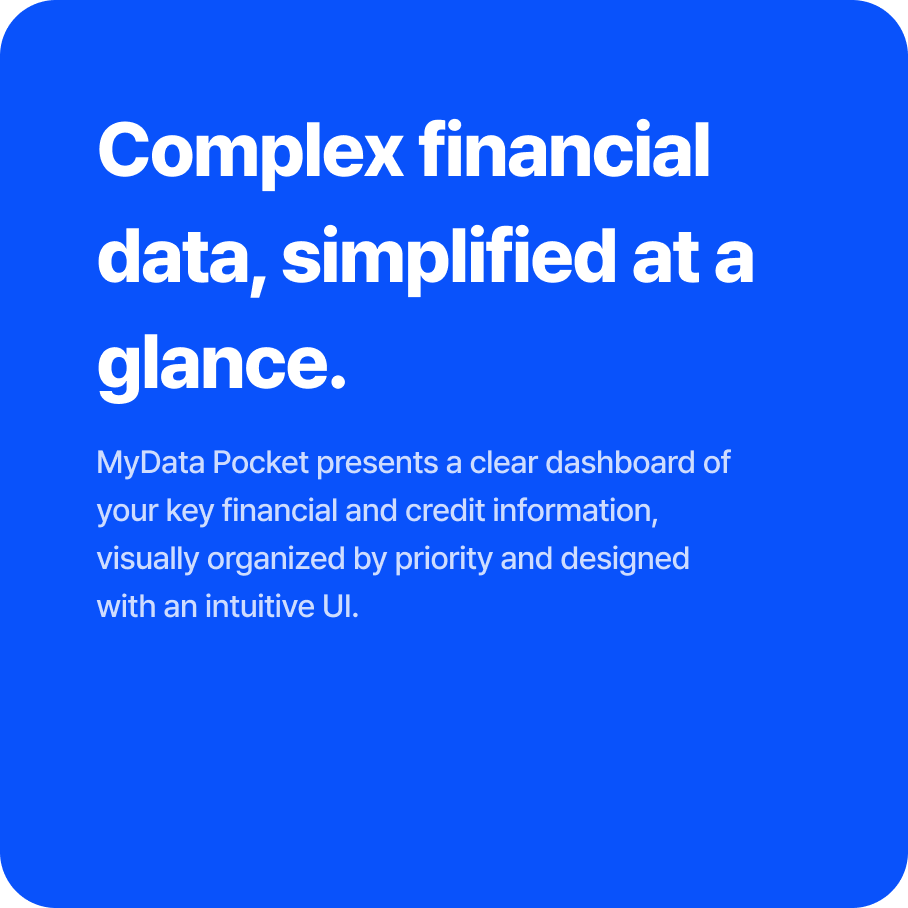 Complex financial
data, simplified at a
glance.
MyData Pocket presents a clear dashboard of
your key financial and credit information,
visually organized by priority and designed
with an intuitive UI.